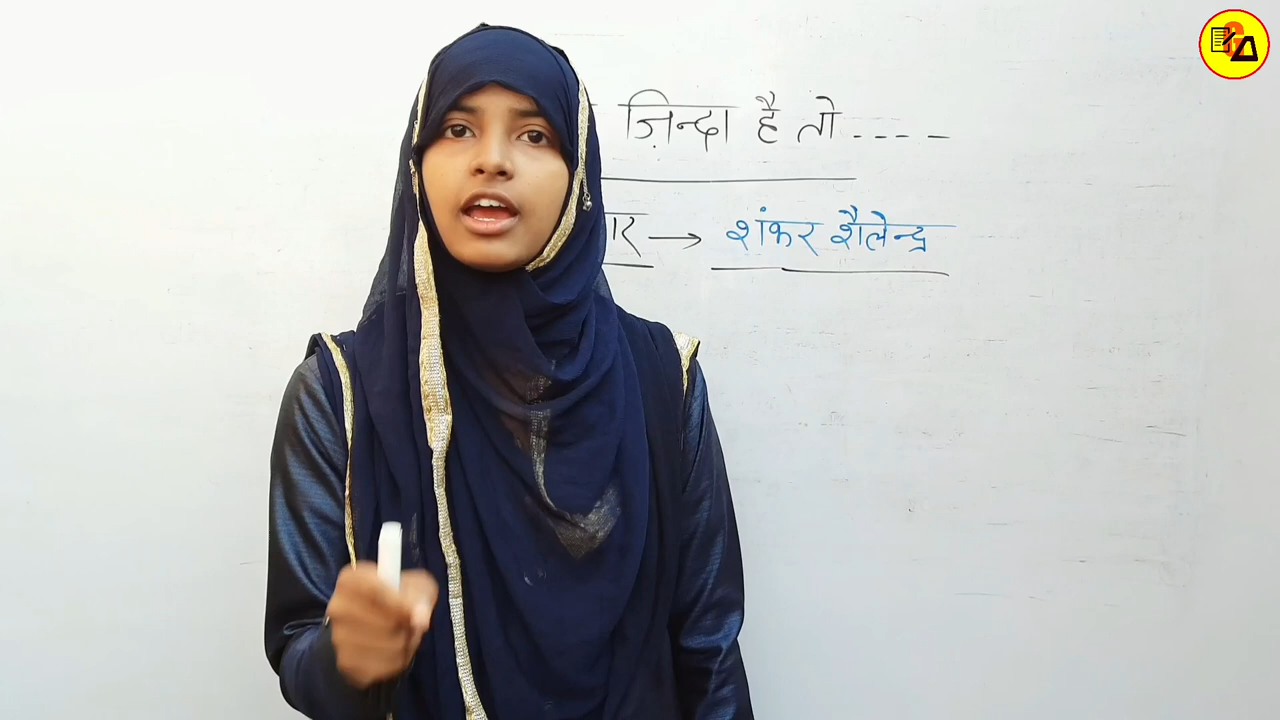 ज़िन्दा है तो - - - -
ार → शंकर शैलेन्द्र